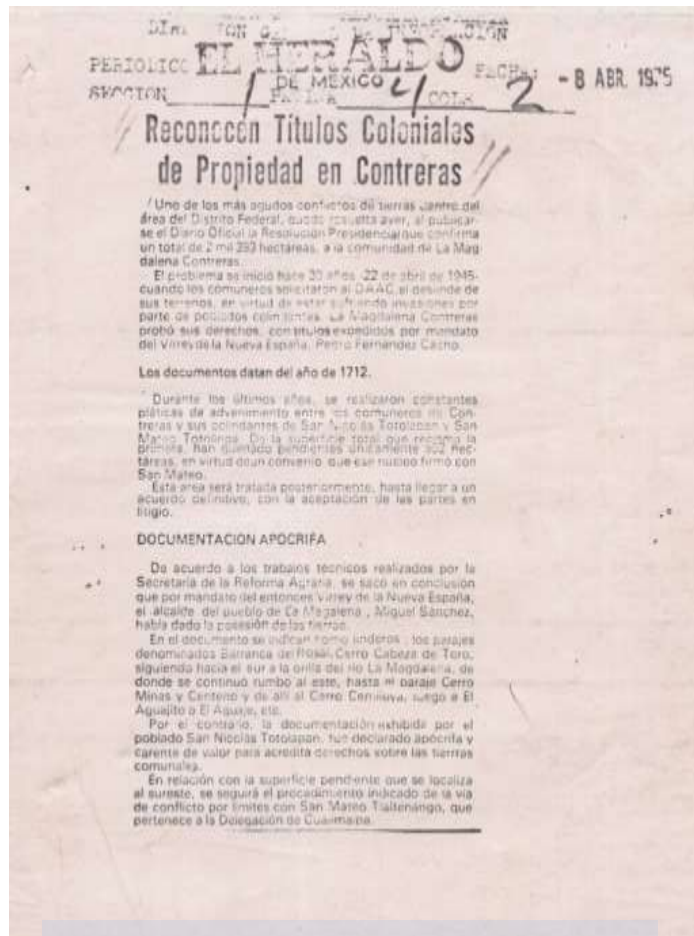 PERIODICO EL HERALDO FECHA: - 8 ABR. 1975
DE MEXICO
SECCION 1 PAGINA 4 COLS 2
Reconocen Títulos Coloniales
de Propiedad en Contreras
Uno de los más agudos conflictos de tierras dentro del
área del Distrito Federal, quedó resuelta ayer, al publicar-
se el Diario Oficial la Resolución Presidencial que confirma
un total de 2 mil 393 hectáreas, a la comunidad de La Mag
dalena Contreras.
El problema se inició hace 30 años -22 de abril de 1945-
cuando los comuneros solicitaron al DAAC, el deslinde de
sus terrenos, en virtud de estar sufriendo invasiones por
parte de poblados colindantes. La Magdalena Contreras
probó sus derechos, con títulos expedidos por mandato
del Virrey de la Nueva España, Pedro Fernández Castro.
Los documentos datan del año de 1712.
Durante los últimos años, se realizaron constantes
pláticas de advenimiento entre los comuneros de Con-
treras y sus colindantes de San Nicolás Totolapan y San
Mateo De la superficie total que reclama la
primera, han quedado pendientes únicamente hec-
táreas, en virtud deun convenio que ese núcleo firmó con
San Mateo.
Esta área será tratada posteriormente, hasta llegar a un
acuerdo definitivo, con la aceptación de las partes en
litigio.
DOCUMENTACION APOCRIFA
De acuerdo a los trabajos técnicos realizados por la
Secretaría de la Reforma Agraria, se sacó en conclusión
que por mandato del entonces Virrey de la Nueva España,
el alcalde del pueblo de La Magalena , Miguel Sánchez,
había dado la posesión de las tierras.
En el documento se indican como linderos : los parajes
denominados Barranca del Rosal, Cerro Cabeza de Toro,
siguiendo hacia el sur a la orilla del río La Magdalena, de
donde se continuó rumbo al este, hasta el paraje Cerro
Minas y Centeno y de ahí al Cerro luego a El
Aguajito o El Aguaje, etc.
Por el contrario, la documentación exhibida por el
poblado San Nicolás Totolapan, fue declarado apócrifa y
carente de valor para acredita derechos sobre las tierrras
comunales.
En relación con la superficie pendiente que se localiza
al sureste, se seguirá el procedimiento indicado de la vía
de conflicto por límites con San Mateo Tlaltenango, que
pertenece a la Delegación de Cuajimalpa.